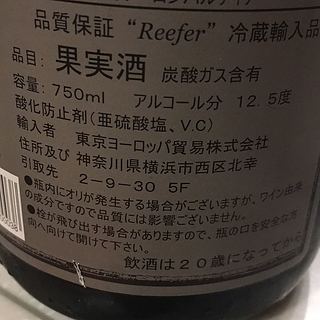 品質保証 “Reefer” 冷蔵輸入品
品目: 果実酒 炭酸ガス含有
容量: 750ml アルコール分 12.5度
酸化防止剤(亜硫酸塩、V.C)
輸入者 東京ヨーロッパ貿易株式会社
住所及び 神奈川県横浜市西区北幸
引取先 2-9-30 5F
●瓶内にオリが発生する場合がございますが、ワイン由来
の成分ですので品質には影響ございません。
●栓が飛び出す場合がありますので、瓶の口を安全な方
向へ向けて開けて下さい。
飲酒は20歳になってから